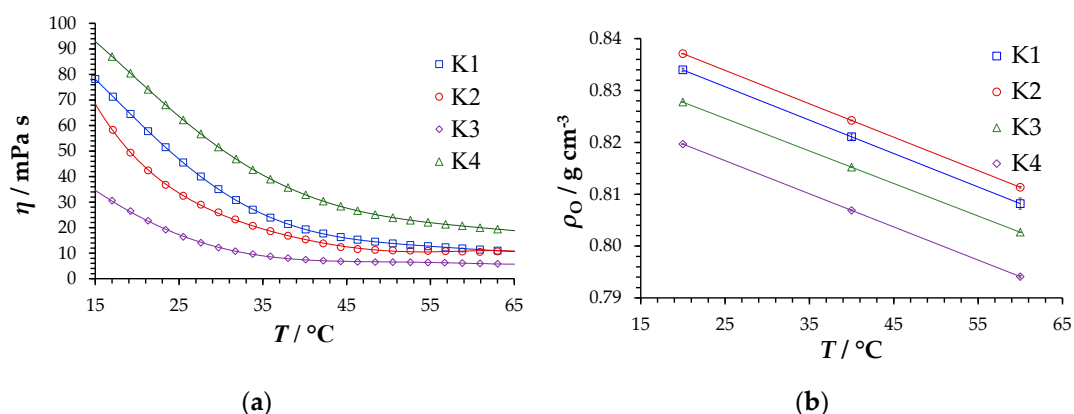 100
90
80
70
60
50
40
30
20
10
0
η / mPa s
15 25 35 45 55 65
T / °C
K1
K2
K3
K4
(a)
0.84
0.83
0.82
0.81
0.80
0.79
ρO / g cm-3
15 25 35 45 55 65
T / °C
K1
K2
K3
K4
(b)